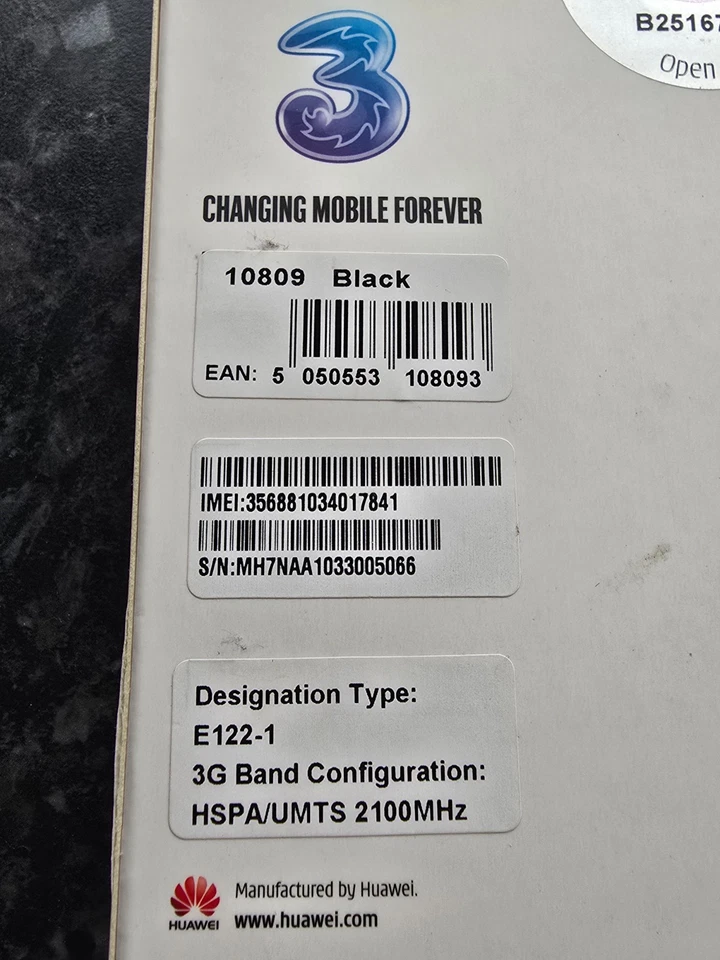 B25167
Open
3
CHANGING MOBILE FOREVER
10809 Black
EAN: 5 050553 108093
IMEI:356881034017841
S/N:MH7NAA1033005066
Designation Type:
E122-1
3G Band Configuration:
HSPA/UMTS 2100MHz
HUAWEI
Manufactured by Huawei.
www.huawei.com